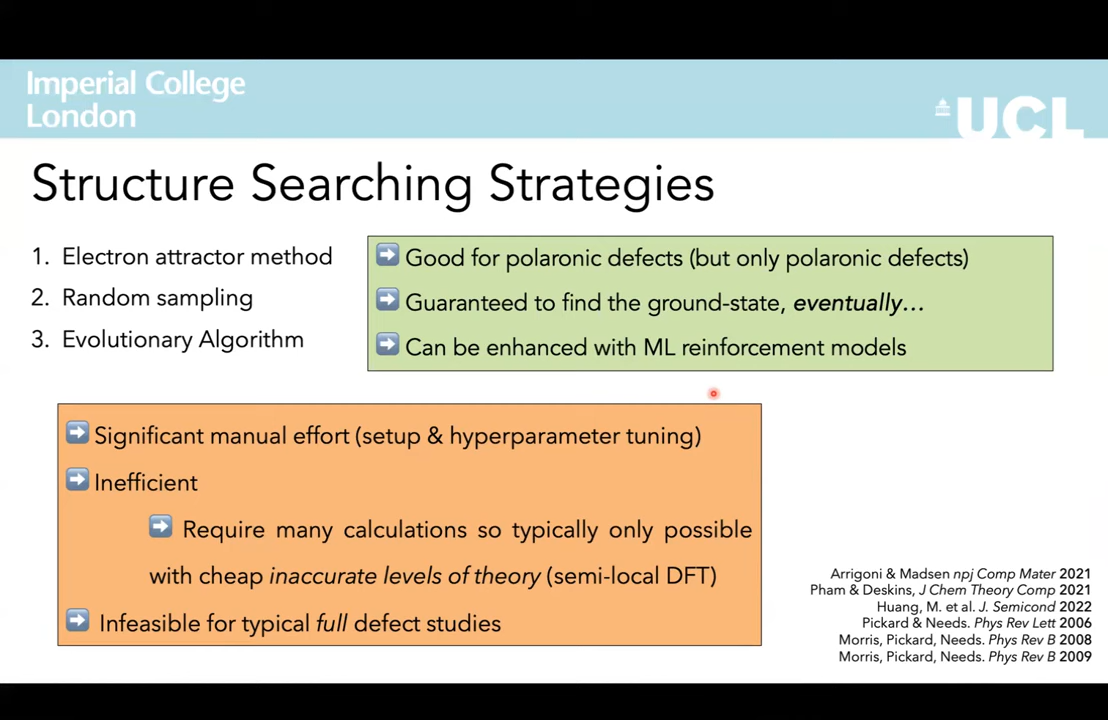 Imperial College
London
UCL
Structure Searching Strategies
1. Electron attractor method
2. Random sampling
3. Evolutionary Algorithm
Good for polaronic defects (but only polaronic defects)
Guaranteed to find the ground-state, eventually…
Can be enhanced with ML reinforcement models
Significant manual effort (setup & hyperparameter tuning)
Inefficient
Require many calculations so typically only possible
with cheap inaccurate levels of theory (semi-local DFT)
Infeasible for typical full defect studies
Arrigoni & Madsen npj Comp Mater 2021
Pham & Deskins, J Chem Theory Comp 2021
Huang, M. et al. J. Semicond 2022
Pickard & Needs. Phys Rev Lett 2006
Morris, Pickard, Needs. Phys Rev B 2008
Morris, Pickard, Needs. Phys Rev B 2009